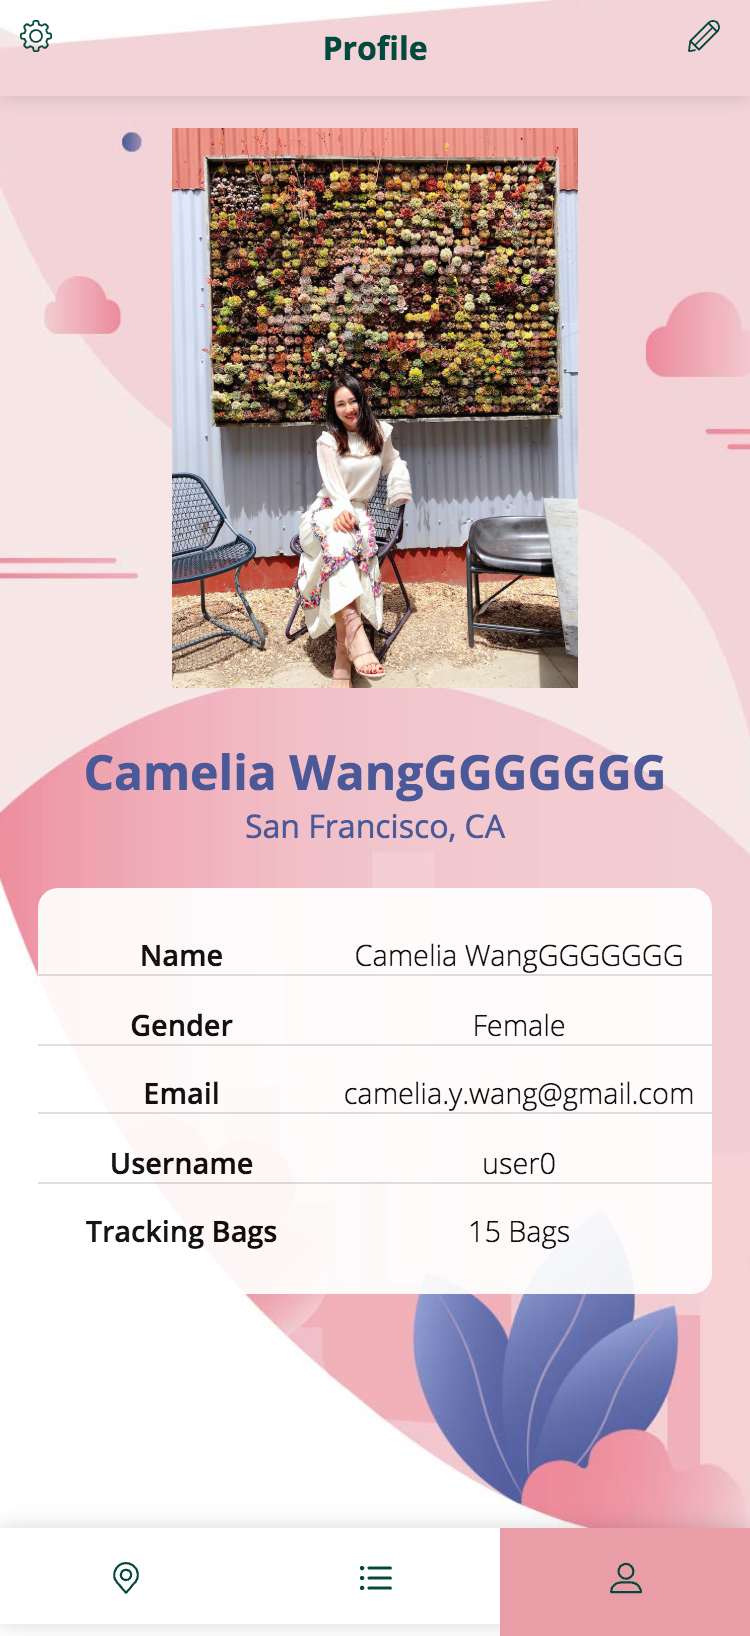 Profile
Camelia WangGGGGGGG
San Francisco, CA
Name Camelia WangGGGGGGG
Gender Female
Email camelia.y.wang@gmail.com
Username user0
Tracking Bags 15 Bags